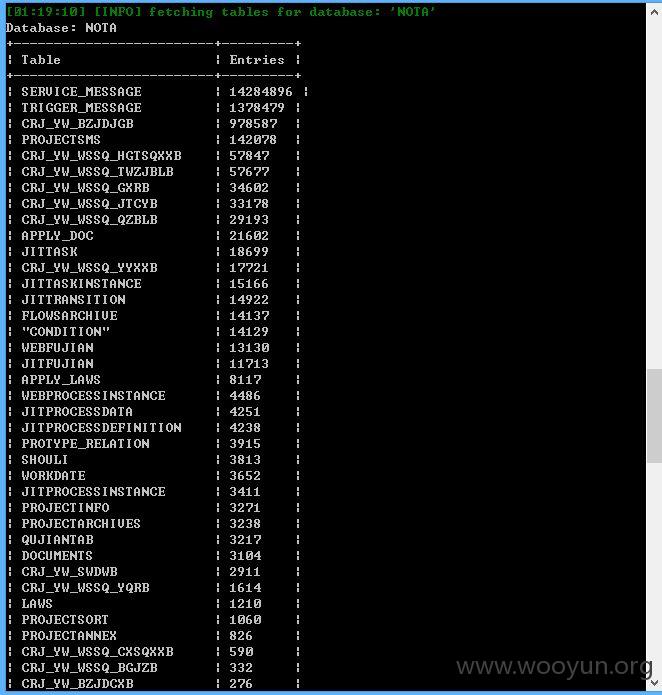 [01:19:10] [INFO] fetching tables for database: 'NOTA'
Database: NOTA
+-------------------------+---------+
| Table | Entries |
+-------------------------+---------+
| SERVICE_MESSAGE | 14284896 |
| TRIGGER_MESSAGE | 1378479 |
| CRJ_YW_BZJDJGB | 978587 |
| PROJECTSMS | 142078 |
| CRJ_YW_WSSQ_HGTSQXXB | 57847 |
| CRJ_YW_WSSQ_TWZJBLB | 57677 |
| CRJ_YW_WSSQ_GXRB | 34602 |
| CRJ_YW_WSSQ_JTCYB | 33178 |
| CRJ_YW_WSSQ_QZBLB | 29193 |
| APPLY_DOC | 21602 |
| JITTASK | 18699 |
| CRJ_YW_WSSQ_YYXXB | 17721 |
| JITTASKINSTANCE | 15166 |
| JITTRANSITION | 14922 |
| FLOWSARCHIVE | 14137 |
| "CONDITION" | 14129 |
| WEBFUJIAN | 13130 |
| JITFUJIAN | 11713 |
| APPLY_LAWS | 8117 |
| WEBPROCESSINSTANCE | 4486 |
| JITPROCESSDATA | 4251 |
| JITPROCESSDEFINITION | 4238 |
| PROTYPE_RELATION | 3915 |
| SHOULI | 3813 |
| WORKDATE | 3652 |
| JITPROCESSINSTANCE | 3411 |
| PROJECTINFO | 3271 |
| PROJECTARCHIVES | 3238 |
| QUJIANTAB | 3217 |
| DOCUMENTS | 3104 |
| CRJ_YW_SWDWB | 2911 |
| CRJ_YW_WSSQ_YQRB | 1614 |
| LAWS | 1210 |
| PROJECTSORT | 1060 |
| PROJECTANNEX | 826 |
| CRJ_YW_WSSQ_CXSQXXB | 590 |
| CRJ_YW_WSSQ_BGJZB | 332 |
| CRJ_YW_BZJDCXB | 276 |
www.wooyun.org